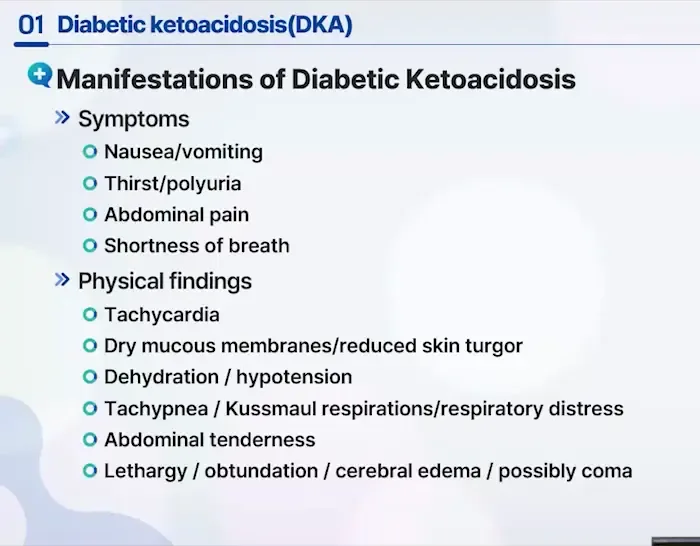 01 Diabetic ketoacidosis(DKA)
Manifestations of Diabetic Ketoacidosis
Symptoms
Nausea/vomiting
Thirst/polyuria
Abdominal pain
Shortness of breath
Physical findings
Tachycardia
Dry mucous membranes/reduced skin turgor
Dehydration / hypotension
Tachypnea / Kussmaul respirations/respiratory distress
Abdominal tenderness
Lethargy / obtundation / cerebral edema / possibly coma